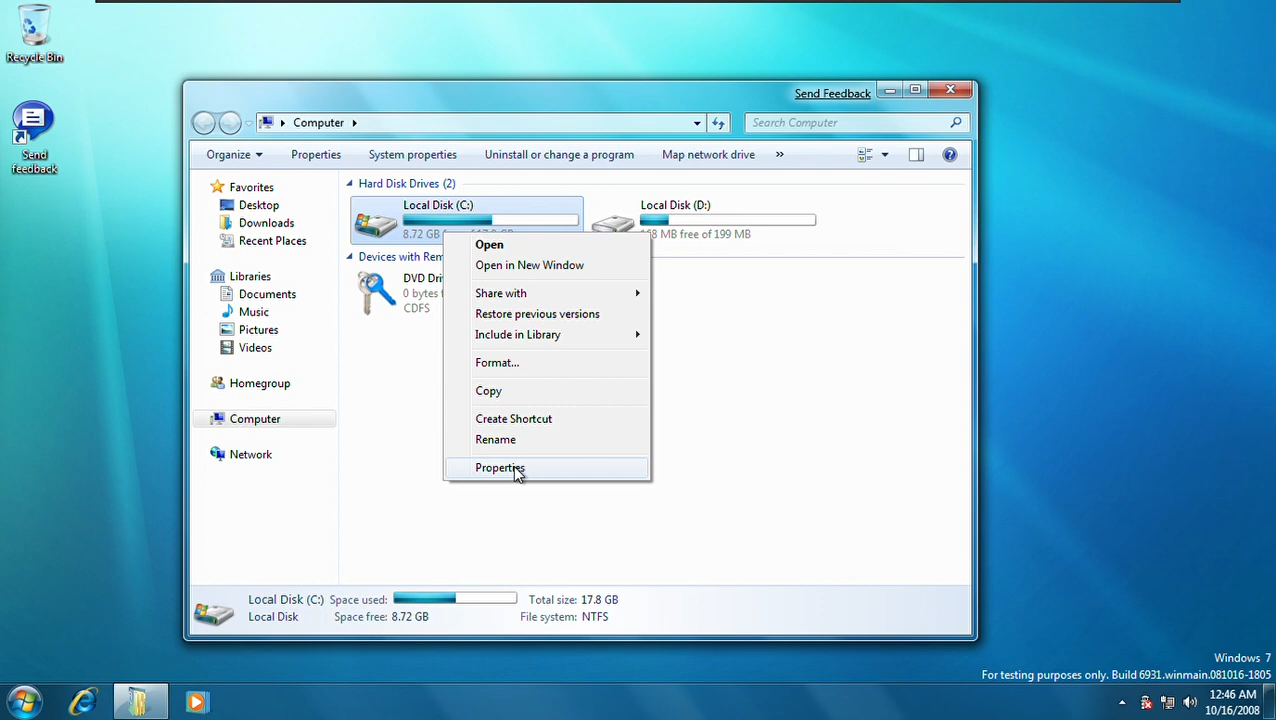 Recycle Bin
Send feedback
Send Feedback
Computer
Search Computer
Organize Properties System properties Uninstall or change a program Map network drive »
Favorites
Desktop
Downloads
Recent Places
Libraries
Documents
Music
Pictures
Videos
Homegroup
Computer
Network
Hard Disk Drives (2)
Local Disk (C:)
8.72 GB
Local Disk (D:)
MB free of 199 MB
Devices with Rem
DVD Dri
0 bytes f
CDFS
Open
Open in New Window
Share with
Restore previous versions
Include in Library
Format...
Copy
Create Shortcut
Rename
Properties
Local Disk (C:) Space used: Total size: 17.8 GB
Local Disk Space free: 8.72 GB File system: NTFS
Windows 7
For testing purposes only. Build 6931.winmain.081016-1805
12:46 AM
10/16/2008